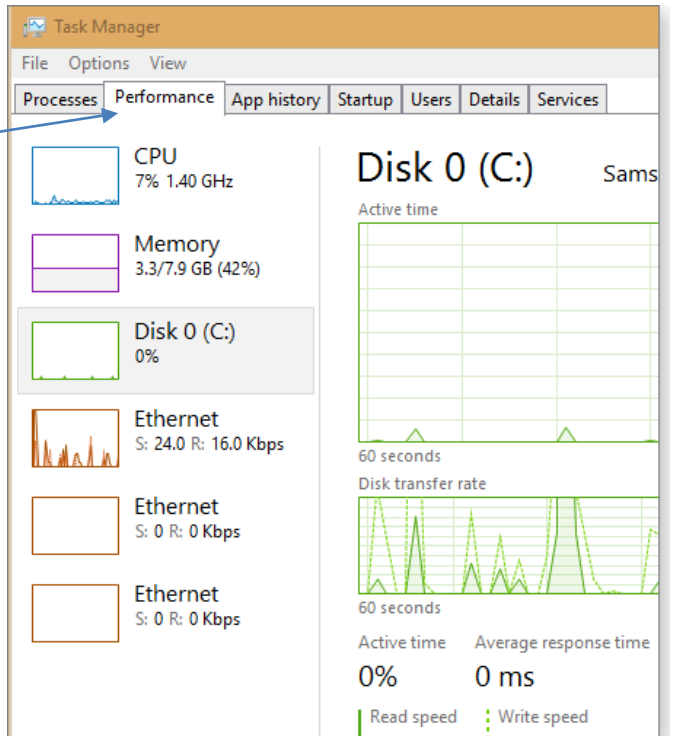 Task Manager
File Options View
Processes Performance App history Startup Users Details Services
CPU
7% 1.40 GHz
Memory
3.3/7.9 GB (42%)
Disk 0 (C:)
0%
Ethernet
S: 24.0 R: 16.0 Kbps
Ethernet
S: 0 R: 0 Kbps
Ethernet
S: 0 R: 0 Kbps
Disk 0 (C:) Sams
Active time
60 seconds
Disk transfer rate
60 seconds
Active time Average response time
0% 0 ms
Read speed Write speed